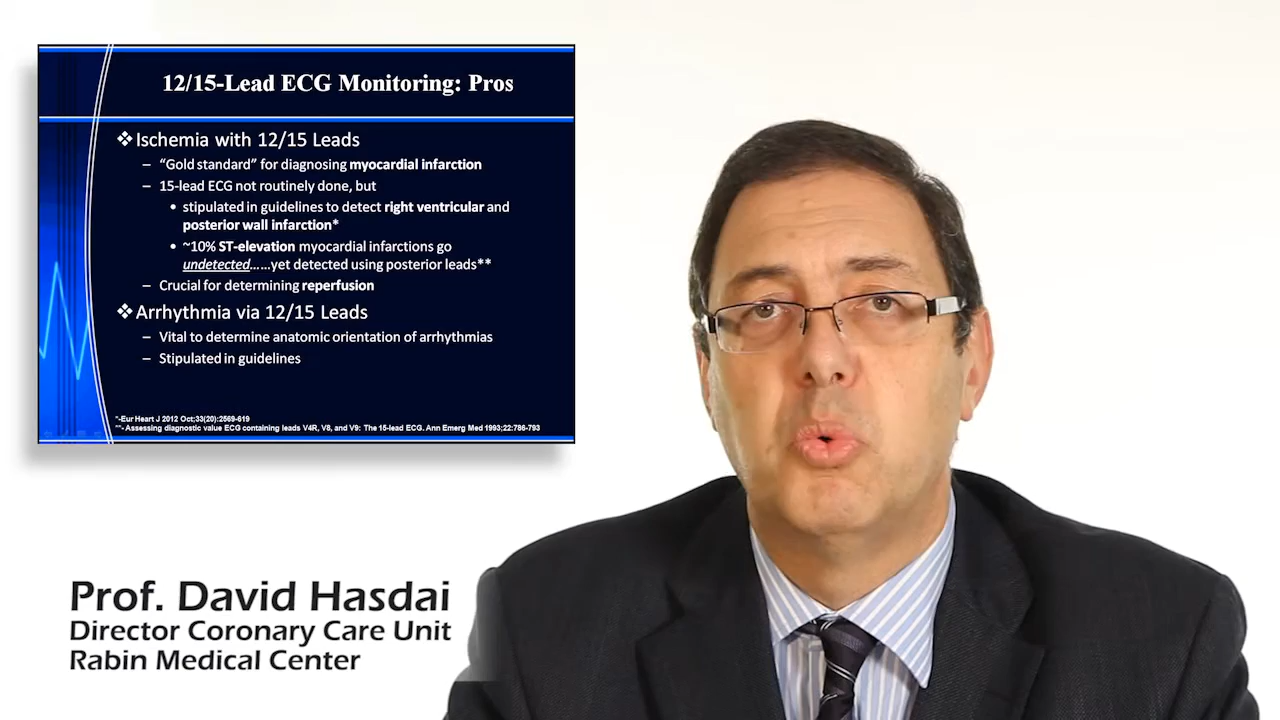 12/15-Lead ECG Monitoring: Pros
❖Ischemia with 12/15 Leads
– “Gold standard” for diagnosing myocardial infarction
– 15-lead ECG not routinely done, but
• stipulated in guidelines to detect right ventricular and
posterior wall infarction*
• ~10% ST-elevation myocardial infarctions go
undetected……yet detected using posterior leads**
– Crucial for determining reperfusion
❖Arrhythmia via 12/15 Leads
– Vital to determine anatomic orientation of arrhythmias
– Stipulated in guidelines
*-Eur Heart J 2012 Oct;33(20):2569-619
**- Assessing diagnostic value ECG containing leads V4R, V8, and V9: The 15-lead ECG. Ann Emerg Med 1993;22:786-793
Prof. David Hasdai
Director Coronary Care Unit
Rabin Medical Center